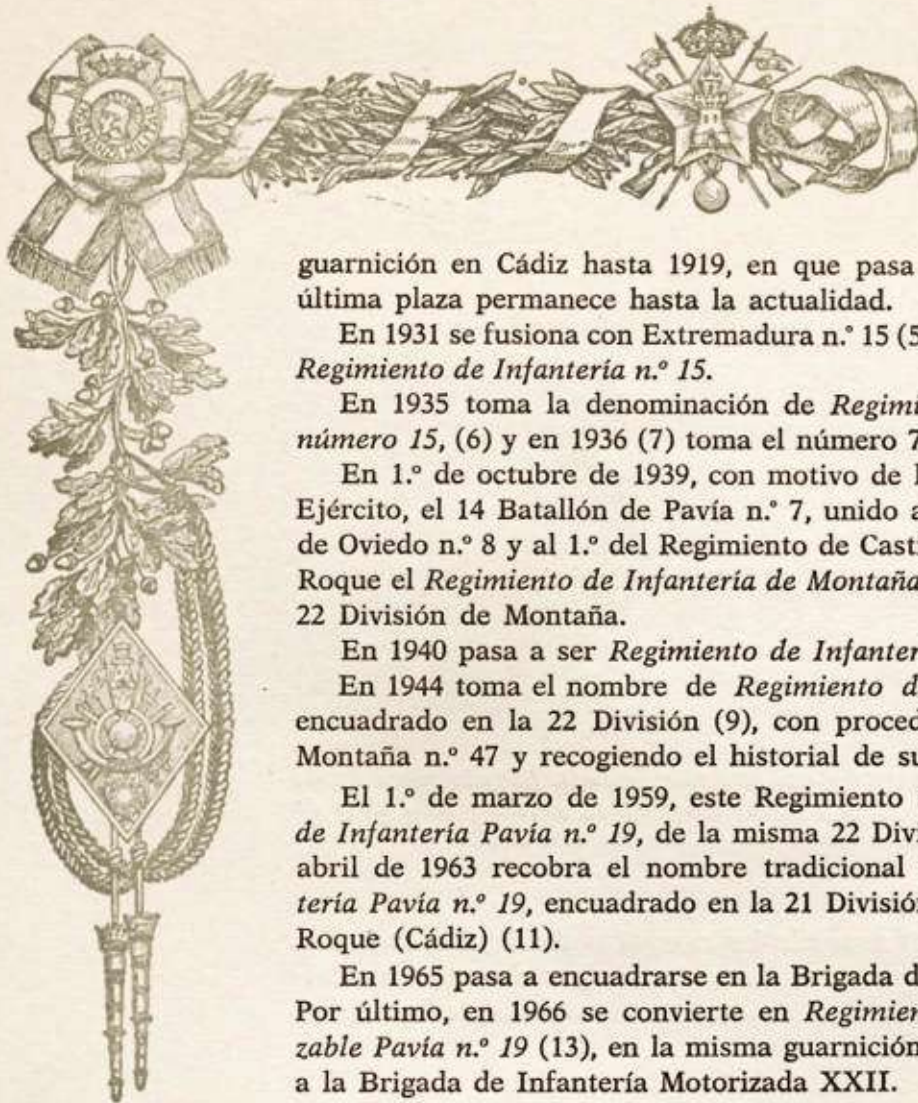 guarnición en Cádiz hasta 1919, en que pasa
última plaza permanece hasta la actualidad.
En 1931 se fusiona con Extremadura n.º 15 (5
Regimiento de Infantería n.º 15.
En 1935 toma la denominación de Regimi
número 15, (6) y en 1936 (7) toma el número 7
En 1.º de octubre de 1939, con motivo de l
Ejército, el 14 Batallón de Pavía n.º 7, unido a
de Oviedo n.º 8 y al 1.º del Regimiento de Casti
Roque el Regimiento de Infantería de Montaña
22 División de Montaña.
En 1940 pasa a ser Regimiento de Infanter
En 1944 toma el nombre de Regimiento d
encuadrado en la 22 División (9), con proced
Montaña n.º 47 y recogiendo el historial de su
El 1.º de marzo de 1959, este Regimiento
de Infantería Pavía n.º 19, de la misma 22 Divi
abril de 1963 recobra el nombre tradicional
tería Pavía n.º 19, encuadrado en la 21 División
Roque (Cádiz) (11).
En 1965 pasa a encuadrarse en la Brigada d
Por último, en 1966 se convierte en Regimien
zable Pavía n.º 19 (13), en la misma guarnición
a la Brigada de Infantería Motorizada XXII.